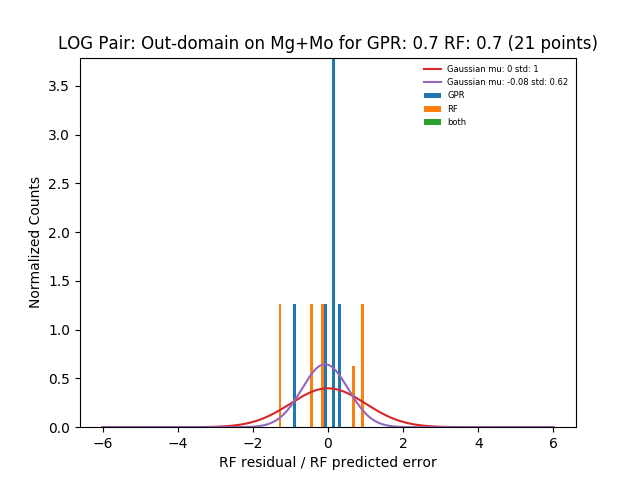 LOG Pair: Out-domain on Mg+Mo for GPR: 0.7 RF: 0.7 (21 points)
Gaussian mu: 0 std: 1
Gaussian mu: -0.08 std: 0.62
GPR
RF
both
Normalized Counts
3.5
3.0
2.5
2.0
1.5
1.0
0.5
0.0
−6 −4 −2 0 2 4 6
RF residual / RF predicted error